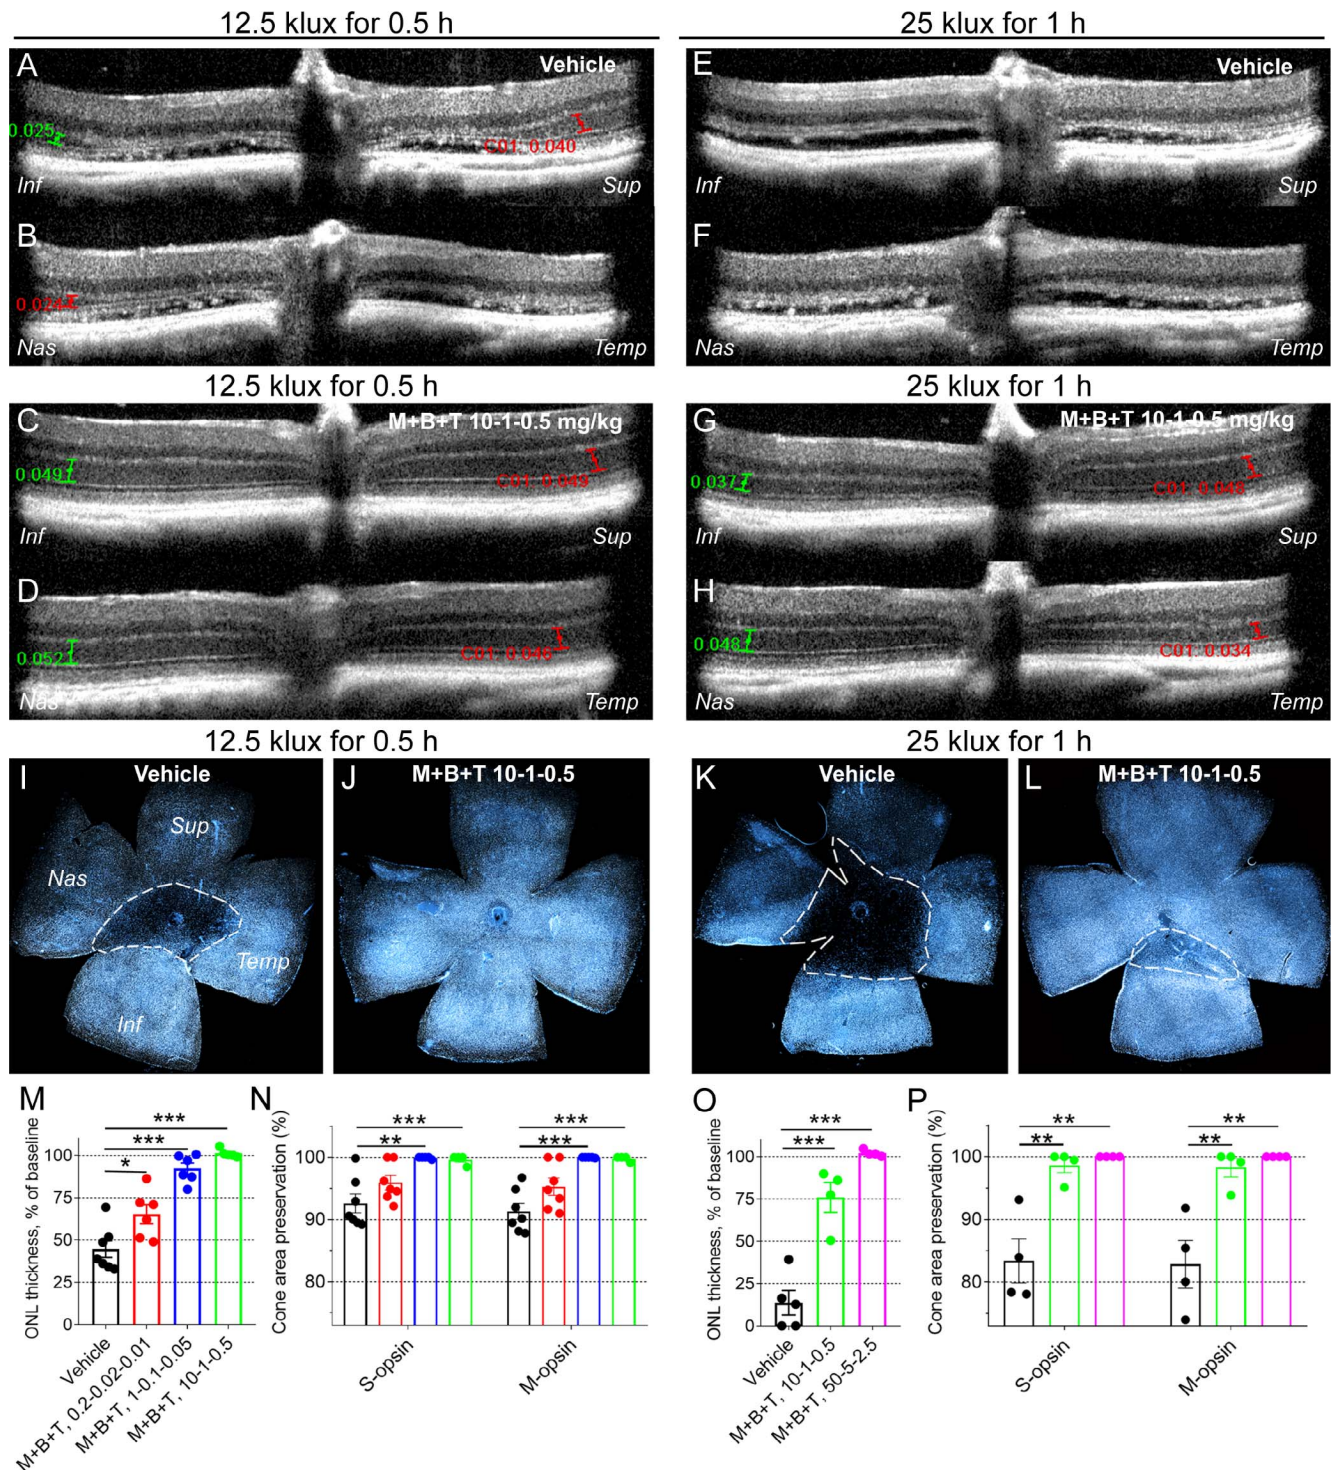 12.5 klux for 0.5 h
25 klux for 1 h
A
Vehicle
0.025
C01: 0.040
Inf
Sup
E
Vehicle
Inf
Sup
B
0.024
Nas
Temp
F
Nas
Temp
12.5 klux for 0.5 h
25 klux for 1 h
C
M+B+T 10-1-0.5 mg/kg
0.049
C01: 0.049
Inf
Sup
G
M+B+T 10-1-0.5 mg/kg
0.037
C01: 0.048
Inf
Sup
D
0.052
C01: 0.046
Nas
Temp
H
0.048
C01: 0.034
Nas
Temp
12.5 klux for 0.5 h
25 klux for 1 h
I
Vehicle
Sup
Nas
Temp
Inf
J
M+B+T 10-1-0.5
K
Vehicle
L
M+B+T 10-1-0.5
M
ONL thickness, % of baseline
100
75
50
25
0
*
***
***
Vehicle
M+B+T, 0.2-0.02-0.01
M+B+T, 1-0.1-0.05
M+B+T, 10-1-0.5
N
Cone area preservation (%)
100
90
80
***
**
***
***
S-opsin
M-opsin
O
ONL thickness, % of baseline
100
75
50
25
0
***
***
Vehicle
M+B+T, 10-1-0.5
M+B+T, 50-5-2.5
P
Cone area preservation (%)
100
90
80
**
**
**
**
S-opsin
M-opsin